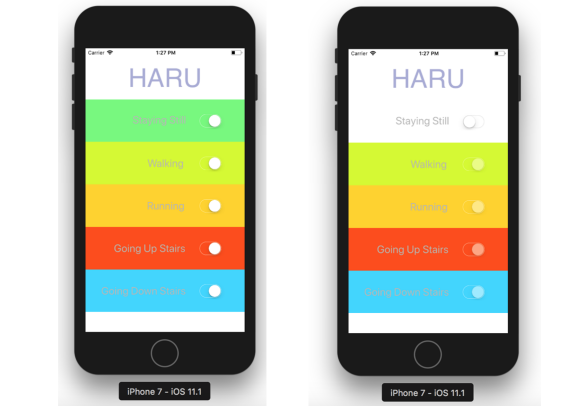 Carrier 1:27 PM
HARU
Staying Still
Walking
Running
Going Up Stairs
Going Down Stairs
iPhone 7 - iOS 11.1
Carrier 1:27 PM
HARU
Staying Still
Walking
Running
Going Up Stairs
Going Down Stairs
iPhone 7 - iOS 11.1